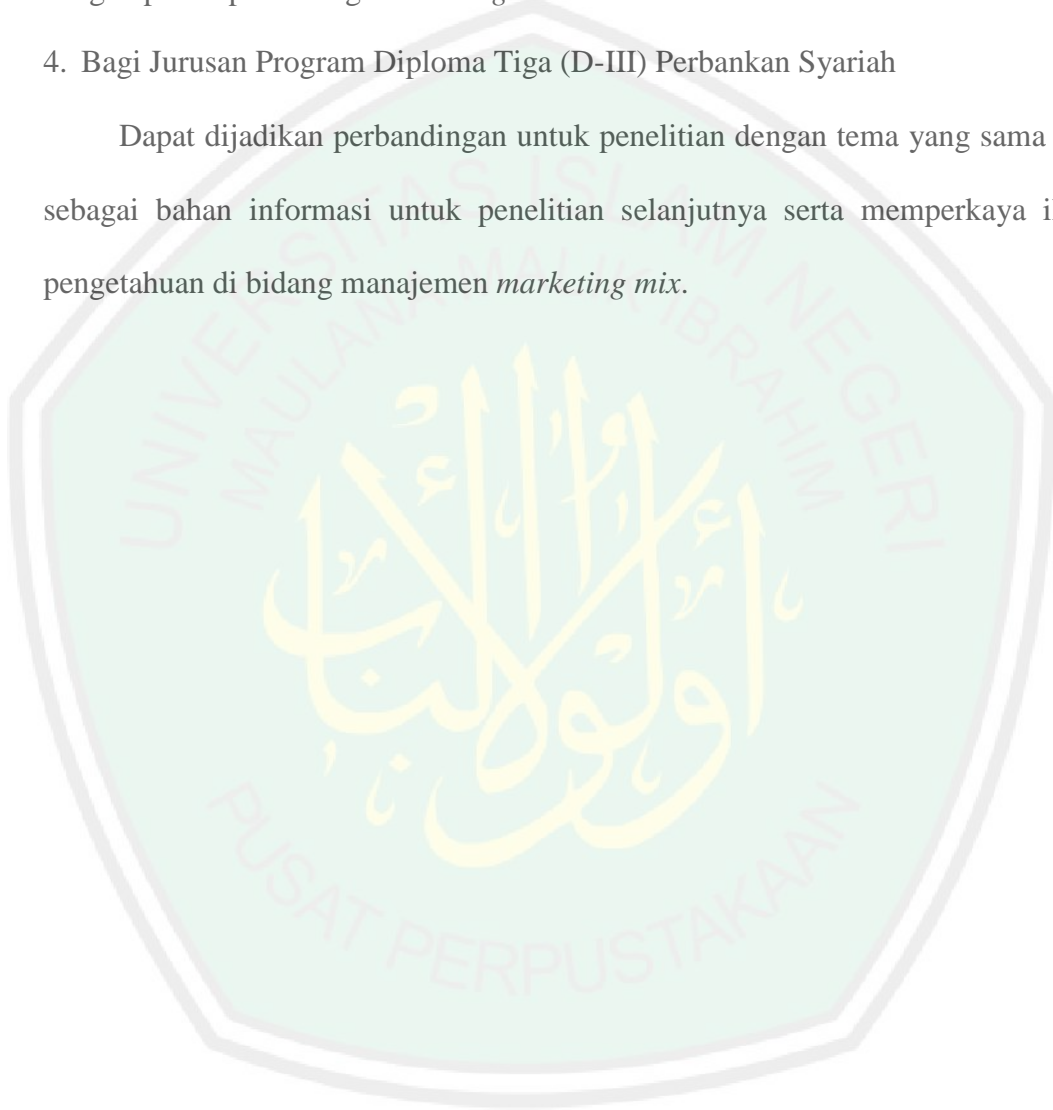 4. Bagi Jurusan Program Diploma Tiga (D-III) Perbankan Syariah
Dapat dijadikan perbandingan untuk penelitian dengan tema yang sama
sebagai bahan informasi untuk penelitian selanjutnya serta memperkaya
pengetahuan di bidang manajemen marketing mix.
UNIVERSITAS ISLAM NEGERI
MAULANA MALIK IBRAHIM
أولوا الألباب
PUSAT PERPUSTAKAAN